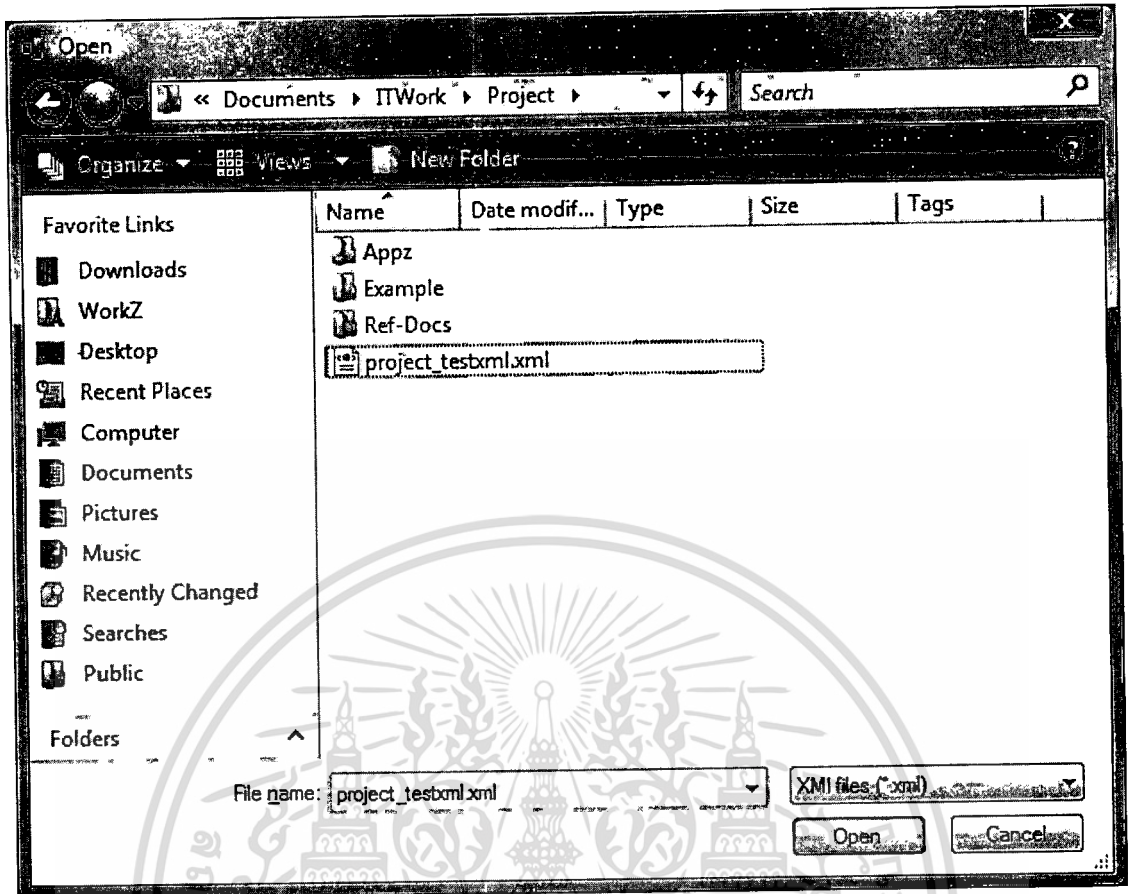 Open
« Documents ▸ ITWork ▸ Project ▸
Search
Organize
Views
New Folder
Favorite Links
Downloads
WorkZ
Desktop
Recent Places
Computer
Documents
Pictures
Music
Recently Changed
Searches
Public
Folders
Name Date modif... Type Size Tags
Appz
Example
Ref-Docs
project_testxml.xml
File name: project_testxml.xml
XMl files (*.xml)
Open Cancel